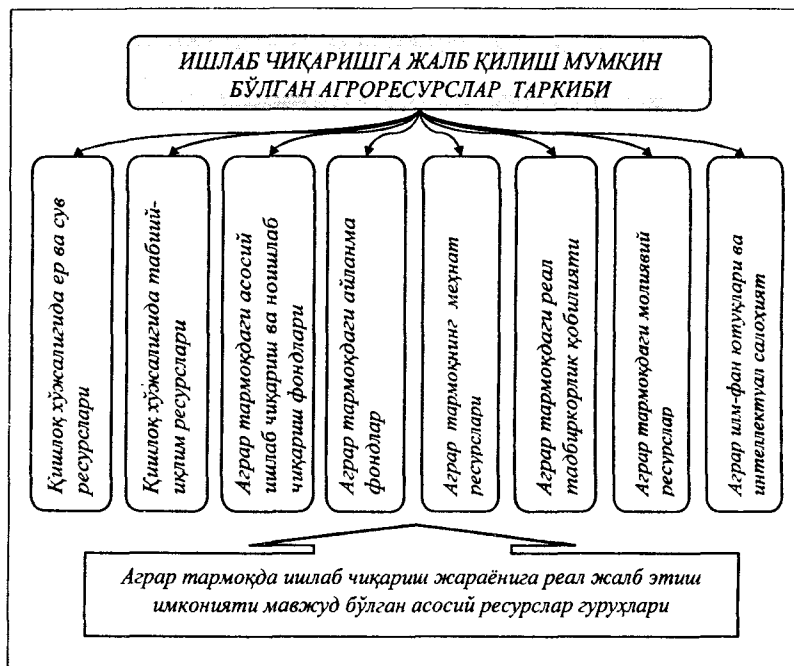 ИШЛАБ ЧИҚАРИШГА ЖАЛБ ҚИЛИШ МУМКИН
БЎЛГАН АГРОРЕСУРСЛАР ТАРКИБИ
Қишлоқ хўжалигида ер ва сув
ресурслари
Қишлоқ хўжалигида табиий-
иқлим ресурслари
Аграр тармоқдаги асосий
ишлаб чиқариш ва ноишлаб
чиқариш фондлари
Аграр тармоқдаги айланма
фондлар
Аграр тармоқнинг меҳнат
ресурслари
Аграр тармоқдаги реал
тадбиркорлик қобилияти
Аграр тармоқдаги молиявий
ресурслар
Аграр илм-фан ютуқлари ва
интеллектуал салоҳият
Аграр тармоқда ишлаб чиқариш жараёнига реал жалб этиш
имконияти мавжуд бўлган асосий ресурслар гуруҳлари